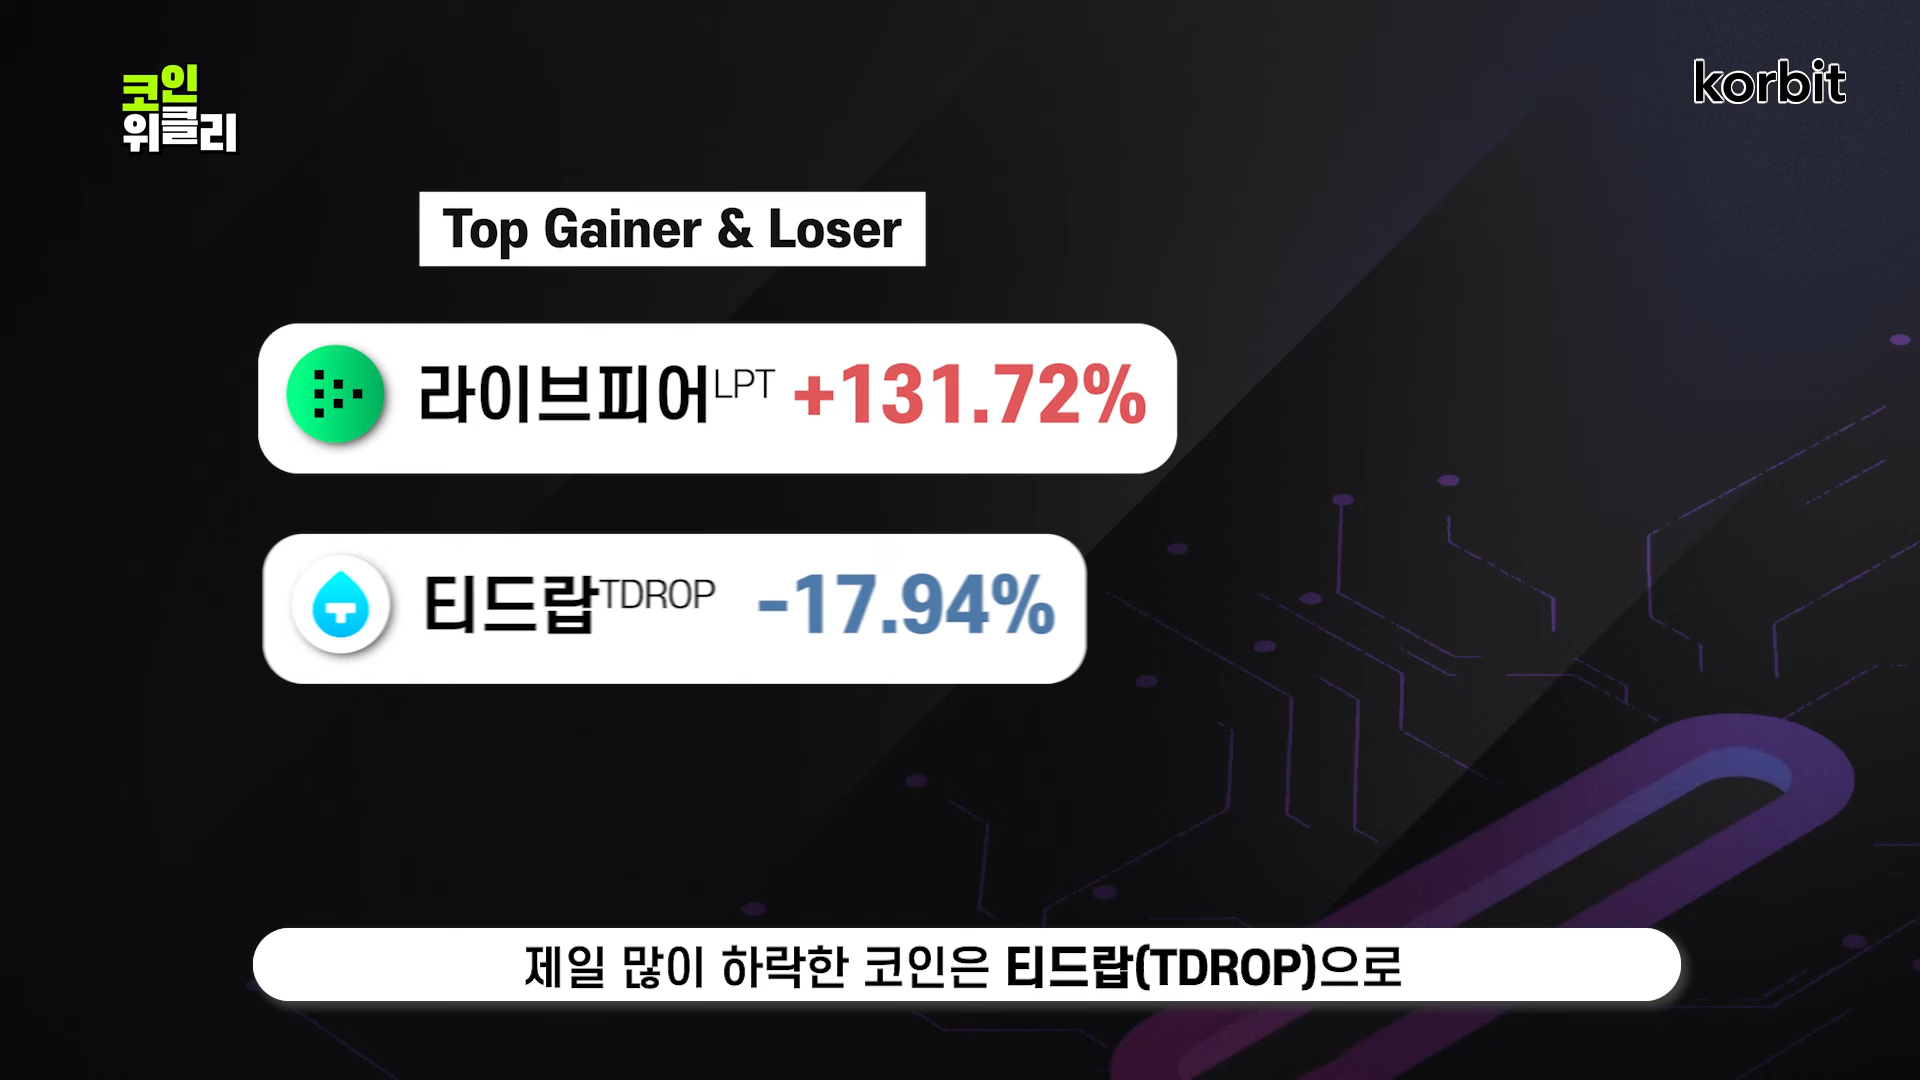 코인
위클리
korbit
Top Gainer & Loser
라이브피어LPT +131.72%
티드랍TDROP -17.94%
제일 많이 하락한 코인은 티드랍(TDROP)으로